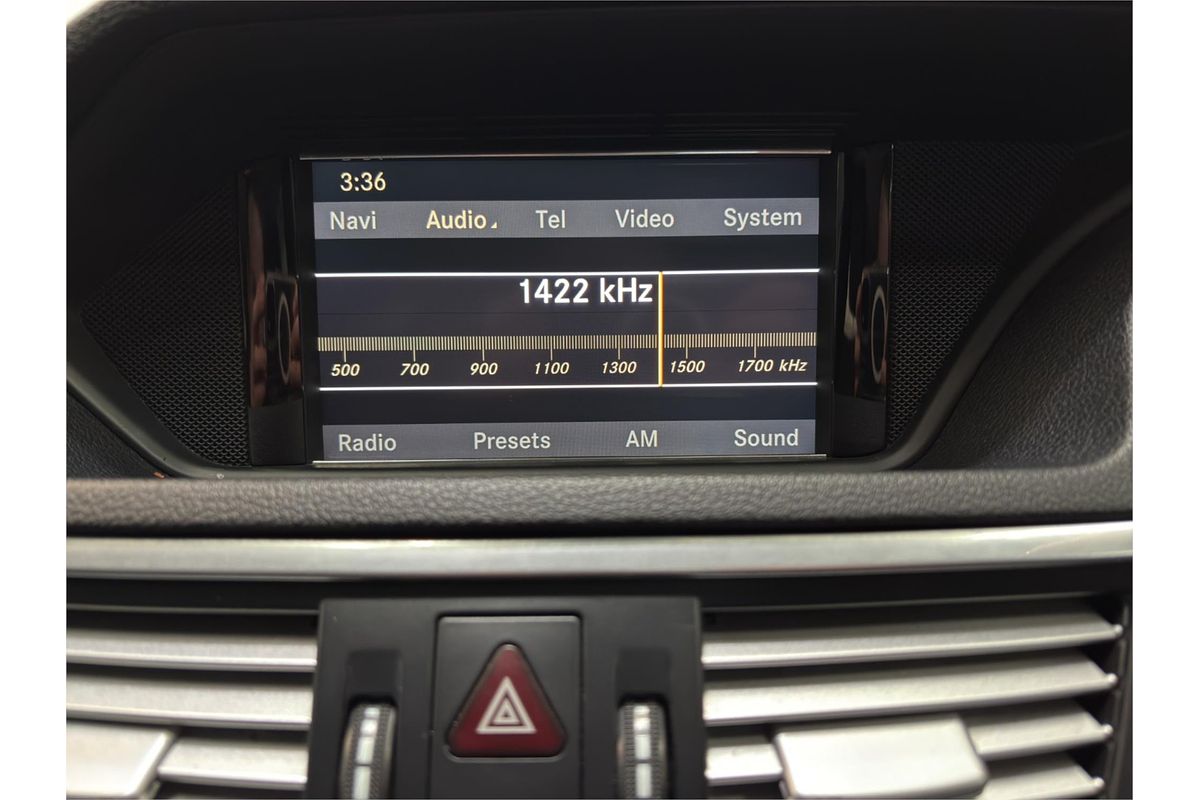 3:36
Navi Audio Tel Video System
1422 kHz
500 700 900 1100 1300 1500 1700 kHz
Radio Presets AM Sound